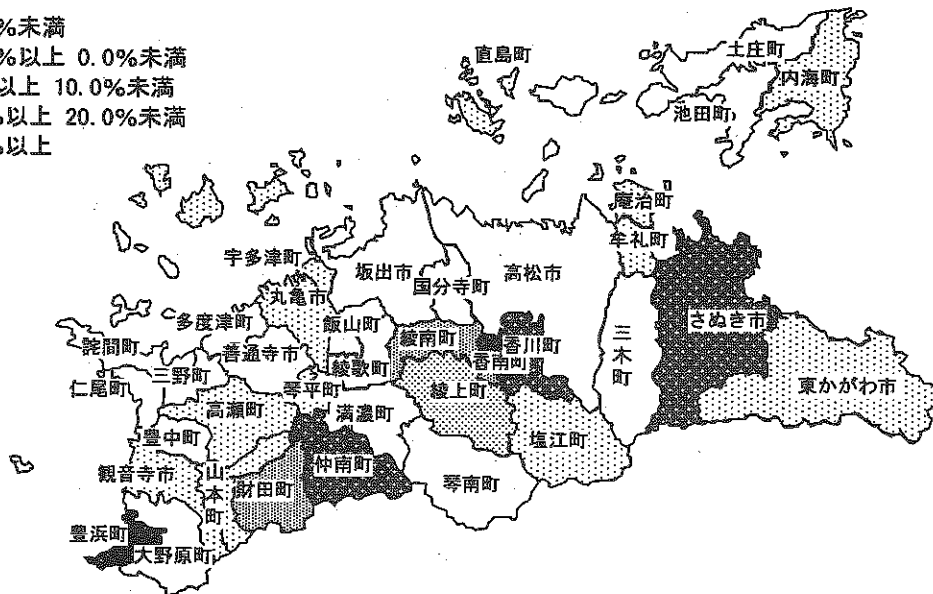 %未満
%以上 0.0%未満
以上 10.0%未満
%以上 20.0%未満
%以上
直島町
土庄町
内海町
池田町
庵治町
牟礼町
宇多津町
坂出市
国分寺町
高松市
丸亀市
多度津町
飯山町
綾南町
香川町
さぬき市
三木町
詫間町
善通寺市
香南町
綾歌町
仁尾町
三野町
琴平町
綾上町
東かがわ市
高瀬町
満濃町
豊中町
塩江町
観音寺市
山本町
財田町
仲南町
琴南町
豊浜町
大野原町